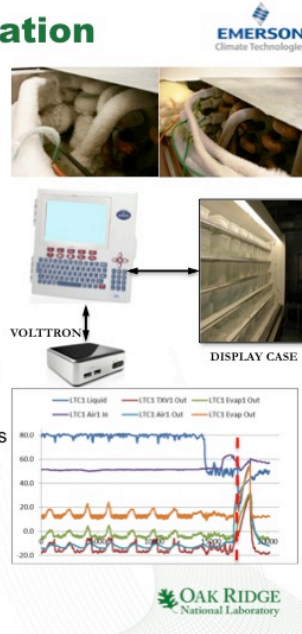 ation
EMERSON
Climate Technologie
VOLTTRON
DISPLAY CASE
LTC1 Liquid
LTC1 TXV1 Out
LTC1 Evap1 Out
LTC1 Air1 In
LTC1 Air1 Out
LTC1 Evap Out
s
80.0
60.0
40.0
20.0
0.0
-20.0
OAK RIDGE
National Laboratory